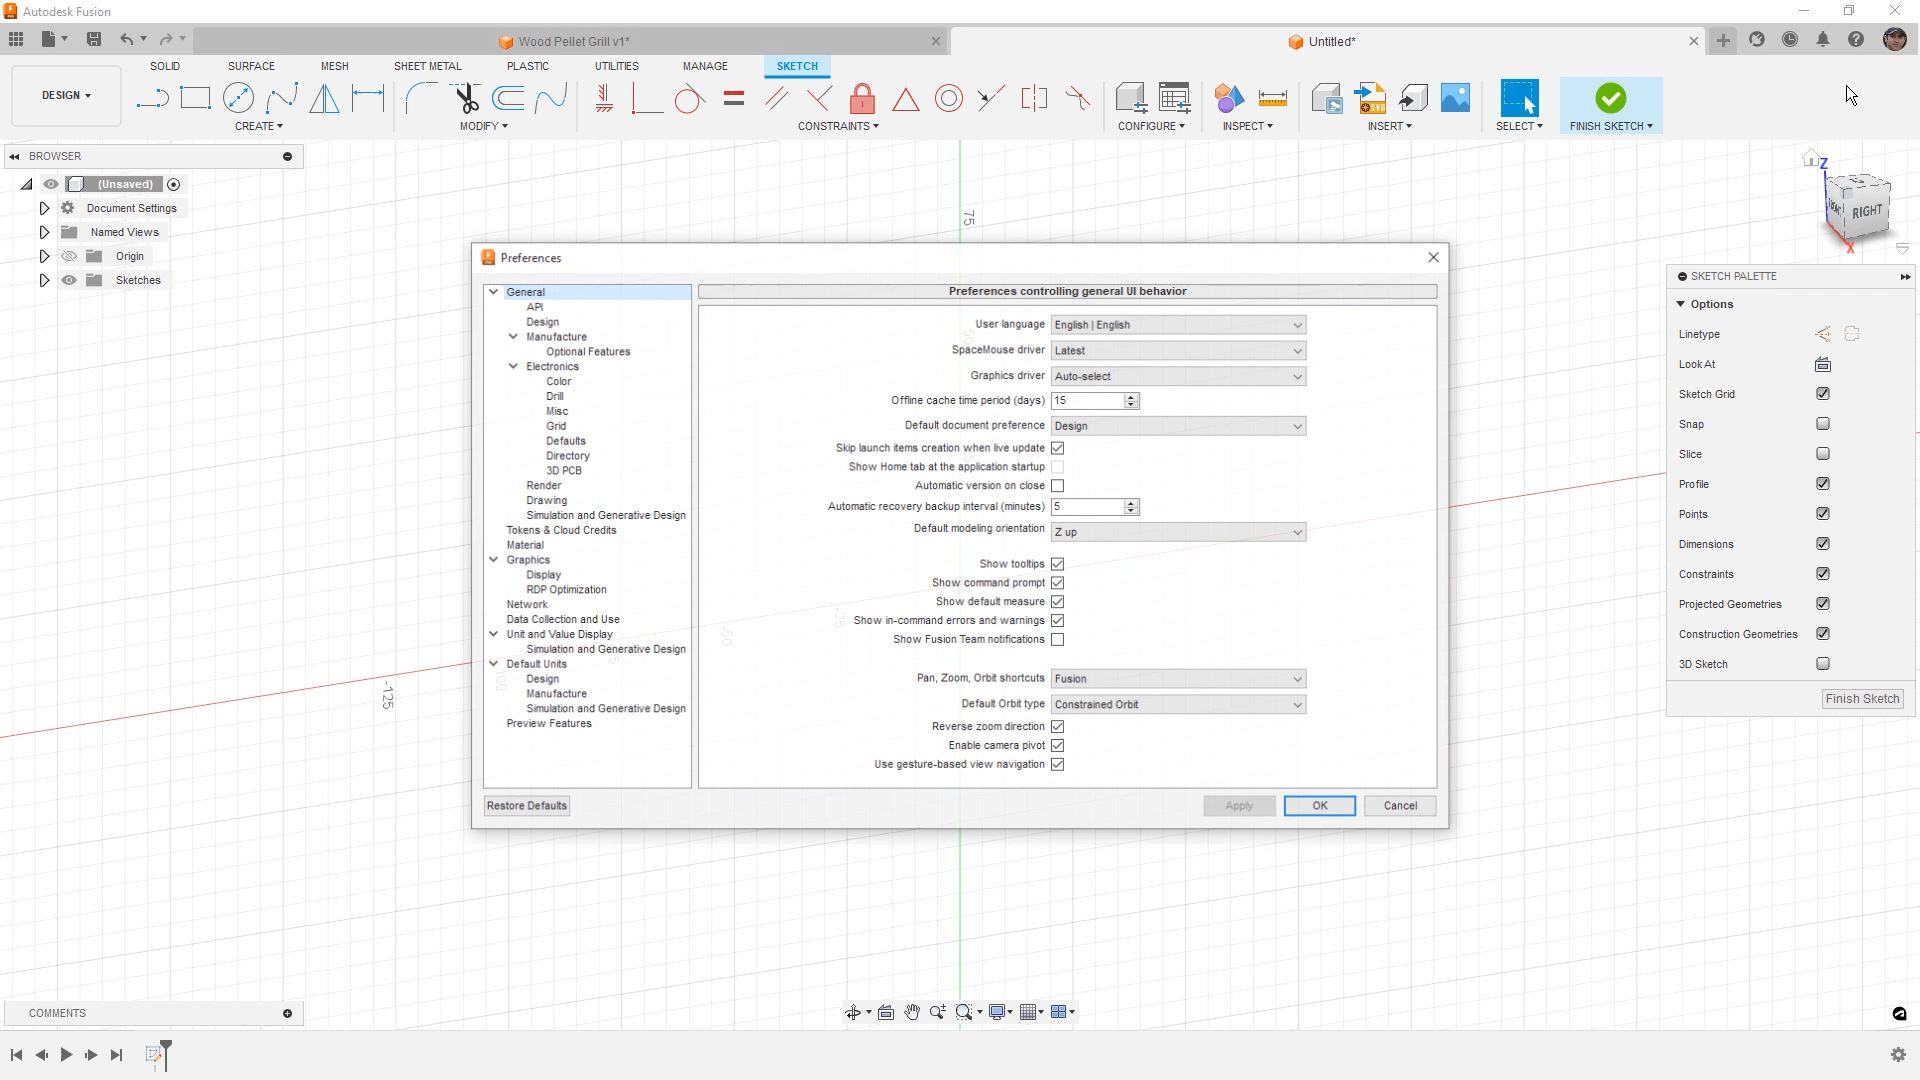 Autodesk Fusion
Wood Pellet Grill v1*
Untitled*
DESIGN
SOLID
SURFACE
MESH
SHEET METAL
PLASTIC
UTILITIES
MANAGE
SKETCH
CREATE
MODIFY
CONSTRAINTS
CONFIGURE
INSPECT
INSERT
SELECT
FINISH SKETCH
BROWSER
(Unsaved)
Document Settings
Named Views
Origin
Sketches
75
Z
BACK
RIGHT
X
Preferences
General
API
Design
Manufacture
Optional Features
Electronics
Color
Drill
Misc
Grid
Defaults
Directory
3D PCB
Render
Drawing
Simulation and Generative Design
Tokens & Cloud Credits
Material
Graphics
Display
RDP Optimization
Network
Data Collection and Use
Unit and Value Display
Simulation and Generative Design
Default Units
Design
Manufacture
Simulation and Generative Design
Preview Features
Preferences controlling general UI behavior
User language English | English
SpaceMouse driver Latest
Graphics driver Auto-select
Offline cache time period (days) 15
Default document preference Design
Skip launch items creation when live update
Show Home tab at the application startup
Automatic version on close
Automatic recovery backup interval (minutes) 5
Default modeling orientation Z up
Show tooltips
Show command prompt
Show default measure
Show in-command errors and warnings
Show Fusion Team notifications
Pan, Zoom, Orbit shortcuts Fusion
Default Orbit type Constrained Orbit
Reverse zoom direction
Enable camera pivot
Use gesture-based view navigation
Restore Defaults
Apply
OK
Cancel
50
-25
-50
-100
-125
SKETCH PALETTE
Options
Linetype
Look At
Sketch Grid
Snap
Slice
Profile
Points
Dimensions
Constraints
Projected Geometries
Construction Geometries
3D Sketch
Finish Sketch
COMMENTS